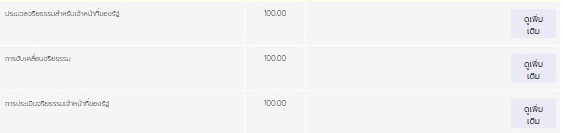 ประมวลจริยธรรมสำหรับเจ้าหน้าที่ของรัฐ 100.00 ดูเพิ่ม
เติม
การขับเคลื่อนจริยธรรม 100.00 ดูเพิ่ม
เติม
การประเมินจริยธรรมเจ้าหน้าที่ของรัฐ 100.00 ดูเพิ่ม
เติม